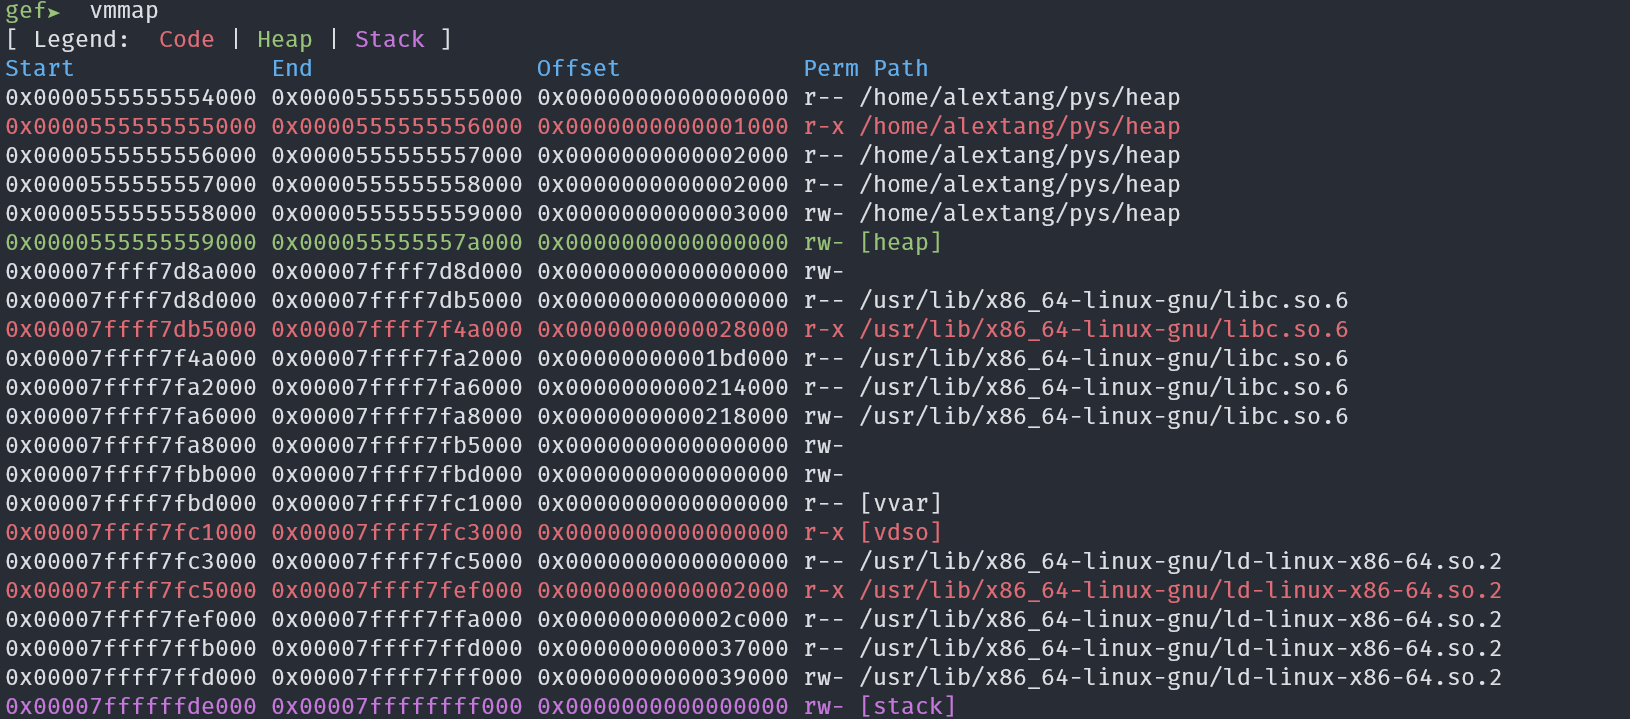 gef➤  vmmap
[ Legend:  Code | Heap | Stack ]
Start              End                Offset             Perm Path
0x0000555555554000 0x0000555555555000 0x0000000000000000 r-- /home/alextang/pys/heap
0x0000555555555000 0x0000555555556000 0x0000000000001000 r-x /home/alextang/pys/heap
0x0000555555556000 0x0000555555557000 0x0000000000002000 r-- /home/alextang/pys/heap
0x0000555555557000 0x0000555555558000 0x0000000000002000 r-- /home/alextang/pys/heap
0x0000555555558000 0x0000555555559000 0x0000000000003000 rw- /home/alextang/pys/heap
0x0000555555559000 0x000055555557a000 0x0000000000000000 rw- [heap]
0x00007ffff7d8a000 0x00007ffff7d8d000 0x0000000000000000 rw-
0x00007ffff7d8d000 0x00007ffff7db5000 0x0000000000000000 r-- /usr/lib/x86_64-linux-gnu/libc.so.6
0x00007ffff7db5000 0x00007ffff7f4a000 0x0000000000028000 r-x /usr/lib/x86_64-linux-gnu/libc.so.6
0x00007ffff7f4a000 0x00007ffff7fa2000 0x00000000001bd000 r-- /usr/lib/x86_64-linux-gnu/libc.so.6
0x00007ffff7fa2000 0x00007ffff7fa6000 0x0000000000214000 r-- /usr/lib/x86_64-linux-gnu/libc.so.6
0x00007ffff7fa6000 0x00007ffff7fa8000 0x0000000000218000 rw- /usr/lib/x86_64-linux-gnu/libc.so.6
0x00007ffff7fa8000 0x00007ffff7fb5000 0x0000000000000000 rw-
0x00007ffff7fbb000 0x00007ffff7fbd000 0x0000000000000000 rw-
0x00007ffff7fbd000 0x00007ffff7fc1000 0x0000000000000000 r-- [vvar]
0x00007ffff7fc1000 0x00007ffff7fc3000 0x0000000000000000 r-x [vdso]
0x00007ffff7fc3000 0x00007ffff7fc5000 0x0000000000000000 r-- /usr/lib/x86_64-linux-gnu/ld-linux-x86-64.so.2
0x00007ffff7fc5000 0x00007ffff7fef000 0x0000000000002000 r-x /usr/lib/x86_64-linux-gnu/ld-linux-x86-64.so.2
0x00007ffff7fef000 0x00007ffff7ffa000 0x000000000002c000 r-- /usr/lib/x86_64-linux-gnu/ld-linux-x86-64.so.2
0x00007ffff7ffb000 0x00007ffff7ffd000 0x0000000000037000 r-- /usr/lib/x86_64-linux-gnu/ld-linux-x86-64.so.2
0x00007ffff7ffd000 0x00007ffff7fff000 0x0000000000039000 rw- /usr/lib/x86_64-linux-gnu/ld-linux-x86-64.so.2
0x00007ffffffde000 0x00007ffffffff000 0x0000000000000000 rw- [stack]